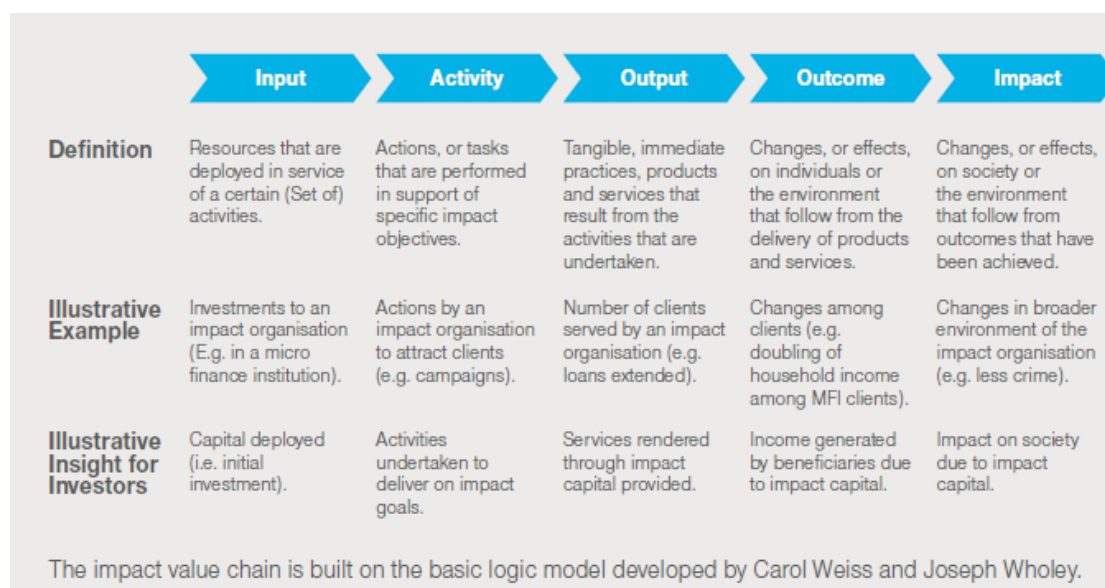 Input Activity Output Outcome Impact
Definition
Resources that are
deployed in service
of a certain (Set of)
activities.
Actions, or tasks
that are performed
in support of
specific impact
objectives.
Tangible, immediate
practices, products
and services that
result from the
activities that are
undertaken.
Changes, or effects,
on individuals or
the environment
that follow from the
delivery of products
and services.
Changes, or effects,
on society or
the environment
that follow from
outcomes that have
been achieved.
Illustrative
Example
Investments to an
impact organisation
(E.g. in a micro
finance institution).
Actions by an
impact organisation
to attract clients
(e.g. campaigns).
Number of clients
served by an impact
organisation (e.g.
loans extended).
Changes among
clients (e.g.
doubling of
household income
among MFI clients).
Changes in broader
environment of the
impact organisation
(e.g. less crime).
Illustrative
Insight for
Investors
Capital deployed
(i.e. initial
investment).
Activities
undertaken to
deliver on impact
goals.
Services rendered
through impact
capital provided.
Income generated
by beneficiaries due
to impact capital.
Impact on society
due to impact
capital.
The impact value chain is built on the basic logic model developed by Carol Weiss and Joseph Wholey.